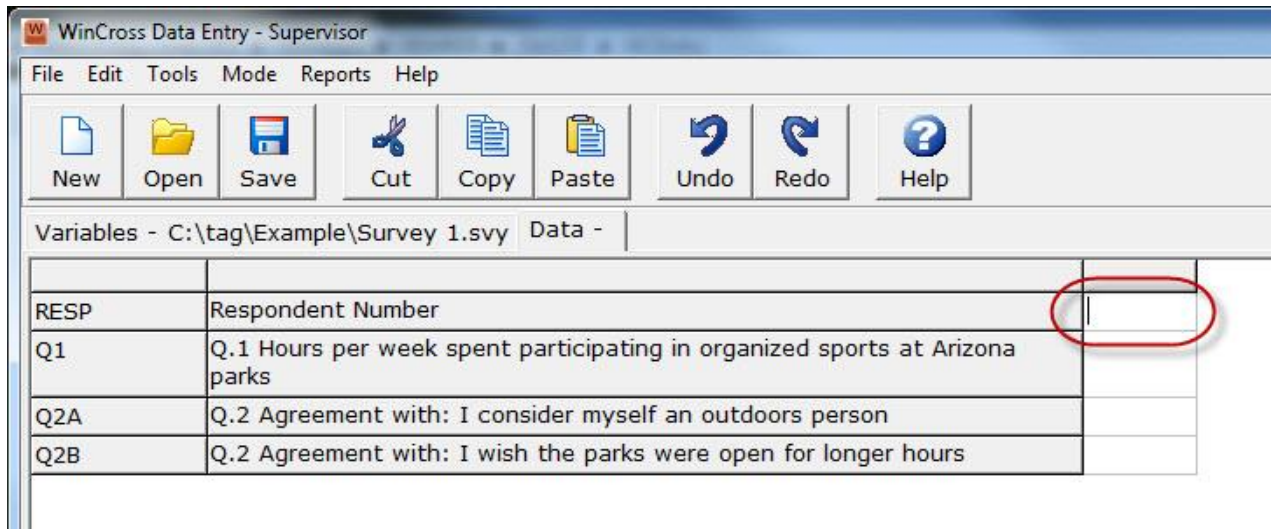 W WinCross Data Entry - Supervisor
File Edit Tools Mode Reports Help
New Open Save Cut Copy Paste Undo Redo Help
Variables - C:\tag\Example\Survey 1.svy Data -
RESP Respondent Number
Q1 Q.1 Hours per week spent participating in organized sports at Arizona
parks
Q2A Q.2 Agreement with: I consider myself an outdoors person
Q2B Q.2 Agreement with: I wish the parks were open for longer hours